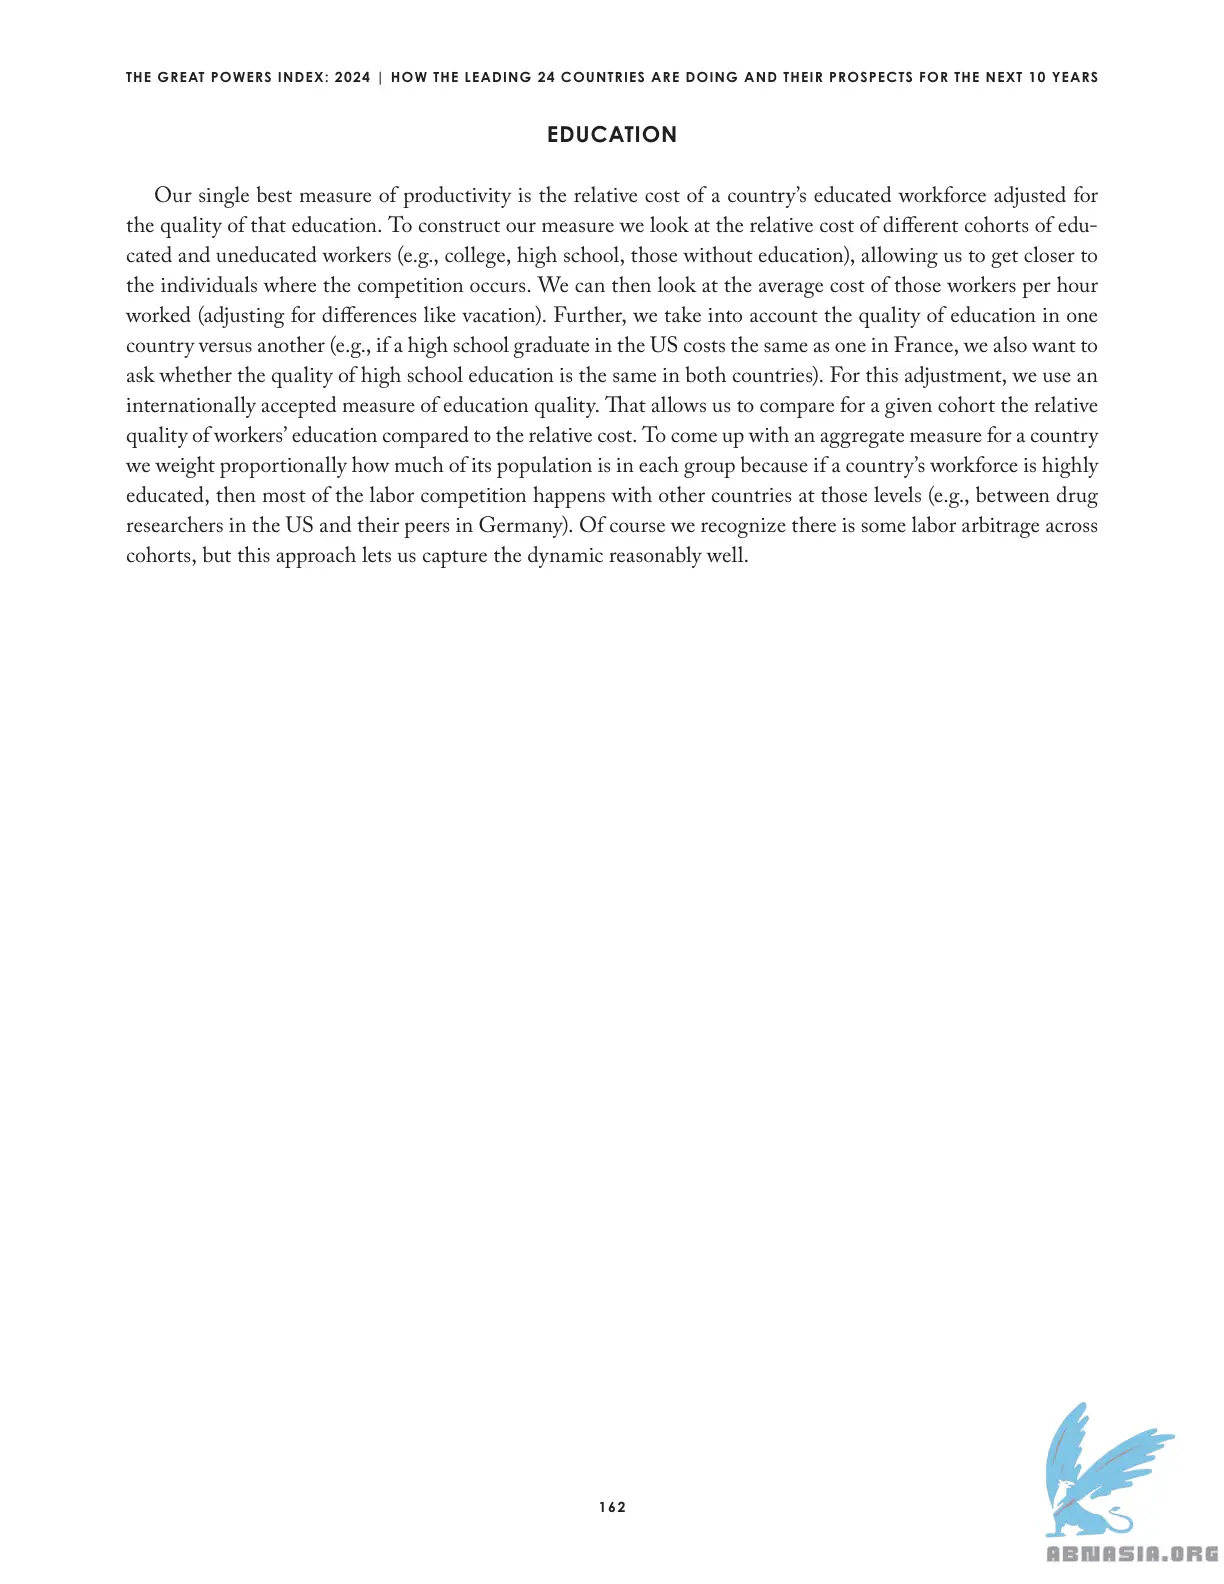 THE GREAT POWERS INDEX: 2024 | HOW THE LEADING 24 COUNTRIES ARE DOING AND THEIR PROSPECTS FOR THE NEXT 10 YEARS
EDUCATION
Our single best measure of productivity is the relative cost of a country’s educated workforce adjusted for
the quality of that education. To construct our measure we look at the relative cost of different cohorts of edu-
cated and uneducated workers (e.g., college, high school, those without education), allowing us to get closer to
the individuals where the competition occurs. We can then look at the average cost of those workers per hour
worked (adjusting for differences like vacation). Further, we take into account the quality of education in one
country versus another (e.g., if a high school graduate in the US costs the same as one in France, we also want to
ask whether the quality of high school education is the same in both countries). For this adjustment, we use an
internationally accepted measure of education quality. That allows us to compare for a given cohort the relative
quality of workers’ education compared to the relative cost. To come up with an aggregate measure for a country
we weight proportionally how much of its population is in each group because if a country’s workforce is highly
educated, then most of the labor competition happens with other countries at those levels (e.g., between drug
researchers in the US and their peers in Germany). Of course we recognize there is some labor arbitrage across
cohorts, but this approach lets us capture the dynamic reasonably well.
162
ABNASIA.ORG